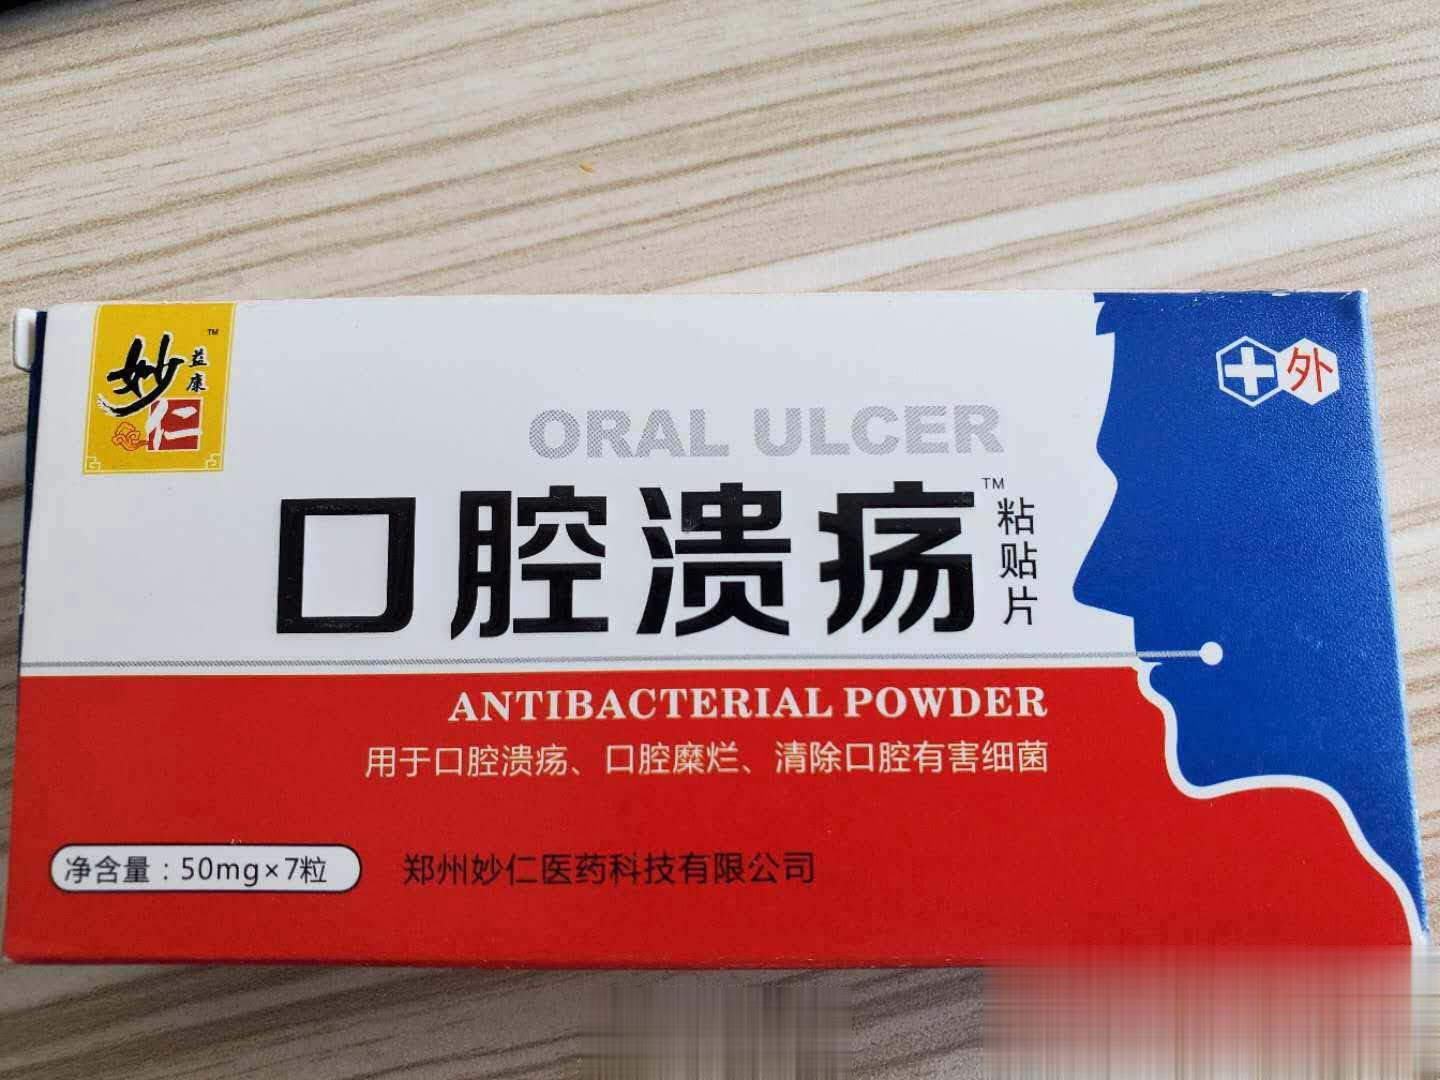 妙仁
益康
TM
外
ORAL ULCER
口腔溃疡
TM
粘贴片
ANTIBACTERIAL POWDER
用于口腔溃疡、口腔糜烂、清除口腔有害细菌
净含量：50mg×7粒
郑州妙仁医药科技有限公司